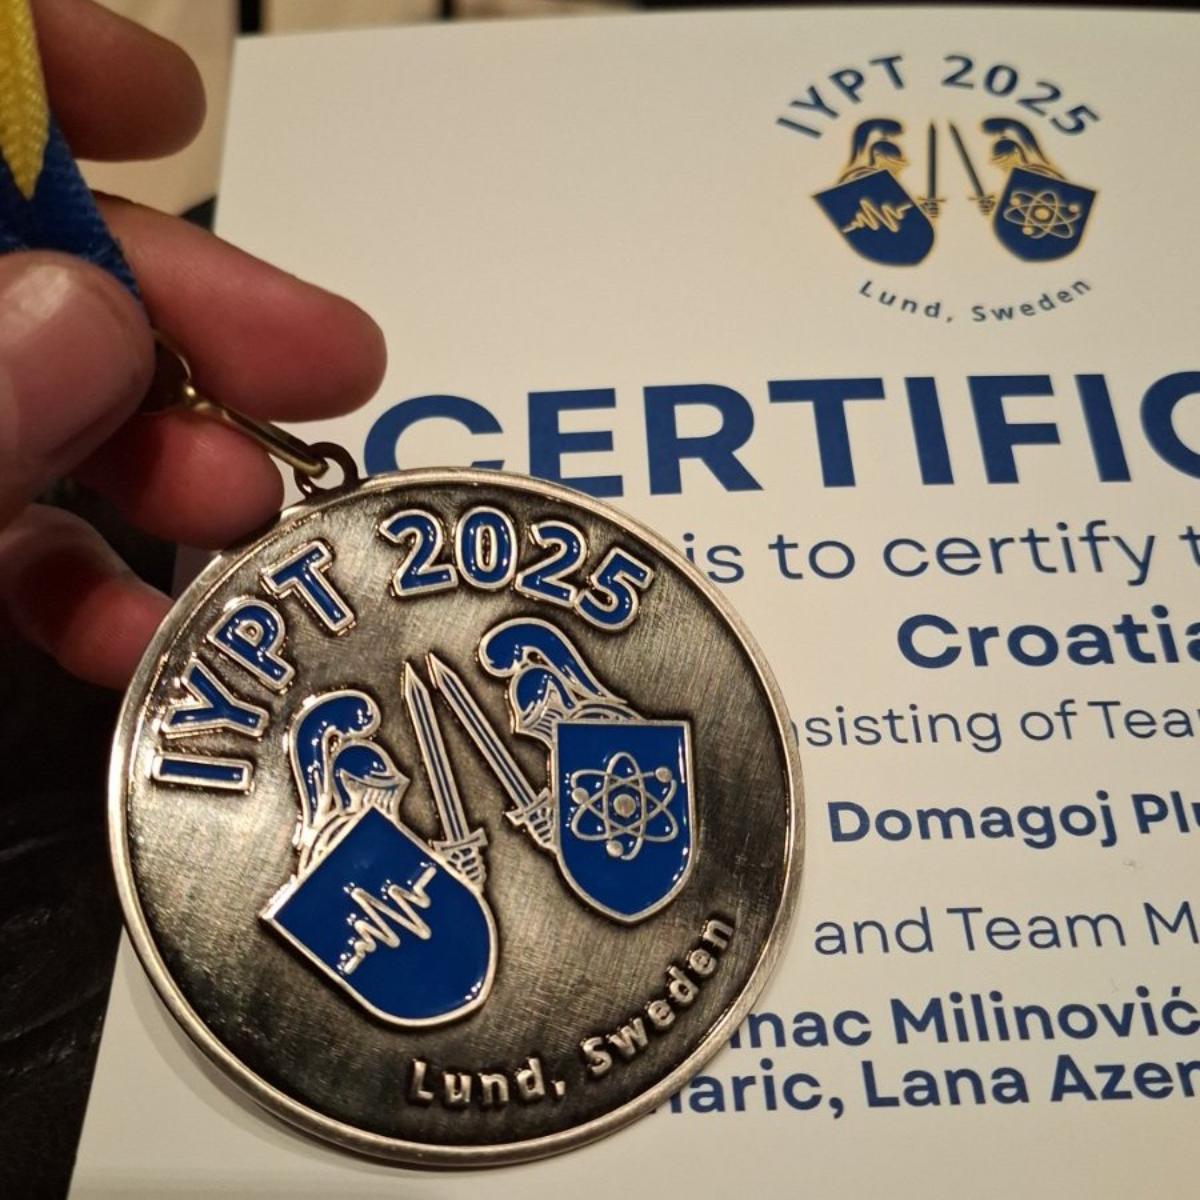 IYPT 2025
Lund, Sweden
CERTIFIC
is to certify t
Croatia
nsisting of Tea
Domagoj Pl
and Team M
nac Milinović
aric, Lana Azer
IYPT 2025
Lund, Sweden